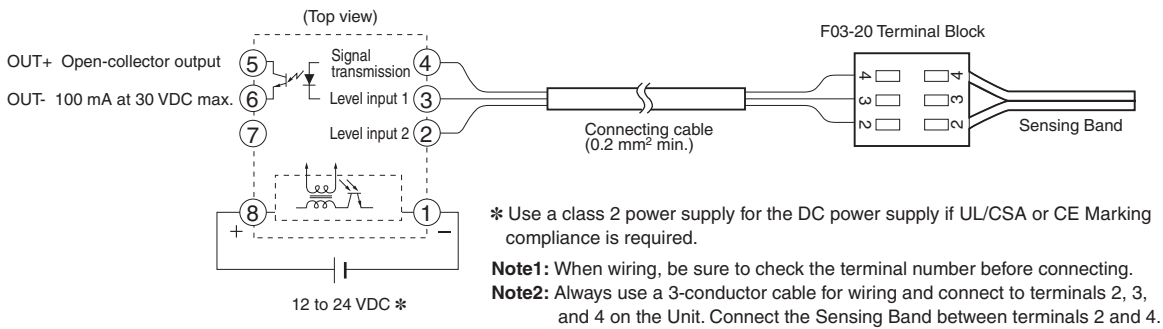 (Top view)
F03-20 Terminal Block
OUT+ Open-collector output
5
Signal
transmission
4
OUT- 100 mA at 30 VDC max.
6
Level input 1
3
7
Level input 2
2
4
3
2
4
3
2
Connecting cable
(0.2 mm² min.)
Sensing Band
8
1
+
−
12 to 24 VDC ✻
✻ Use a class 2 power supply for the DC power supply if UL/CSA or CE Marking
compliance is required.
Note1: When wiring, be sure to check the terminal number before connecting.
Note2: Always use a 3-conductor cable for wiring and connect to terminals 2, 3,
and 4 on the Unit. Connect the Sensing Band between terminals 2 and 4.